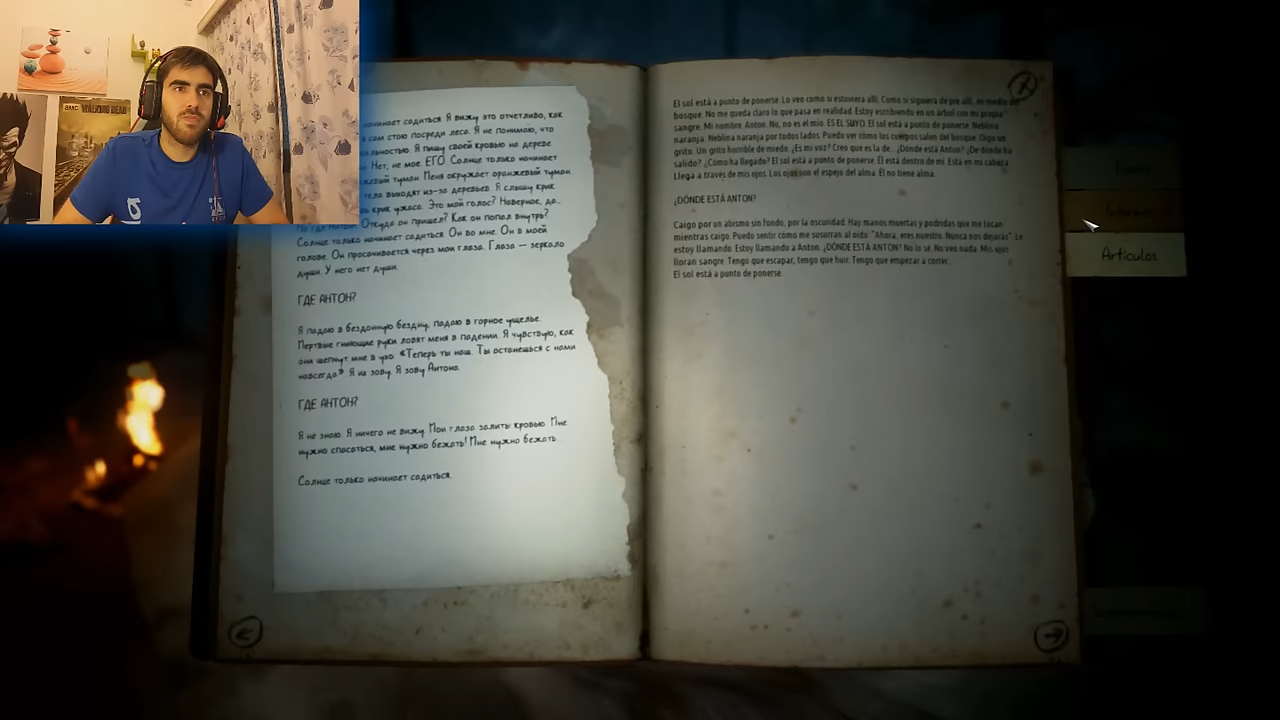 amc WALKING DEAD
начинает садиться. Я вижу это отчетливо, как
сам стою посреди леса. Я не понимаю, что
Я пишу своей кровью на дереве
Нет, не мое. ЕГО. Солнце только начинает
туман. Меня окружает оранжевый туман.
тела выходят из-за деревьев. Я слышу крик
крик ужаса. Это мой голос? Наверное, да...
Но где Антон? Откуда он пришел? Как он попал внутрь?
Солнце только начинает садиться. Он во мне. Он в моей
голове. Он просачивается через мои глаза. Глаза — зеркало
души. У него нет души.
ГДЕ АНТОН?
Я падаю в бездонную бездну, падаю в горное ущелье.
Мертвые гниющие руки ловят меня в падении. Я чувствую, как
они шепчут мне в ухо: «Теперь ты наш. Ты останешься с нами
навсегда». Я их зову. Я зову Антона.
ГДЕ АНТОН?
Я не знаю. Я ничего не вижу. Мои глаза залиты кровью. Мне
нужно спасаться, мне нужно бежать! Мне нужно бежать...
Солнце только начинает садиться.
El sol está a punto de ponerse. Lo veo como si estuviera allí. Como si siguiera de pie allí, en medio del
bosque. No me queda claro lo que pasa en realidad. Estoy escribiendo en un árbol con mi propia
sangre. Mi nombre. Anton. No, no es el mío. ES EL SUYO. El sol está a punto de ponerse. Neblina
naranja. Neblina naranja por todos lados. Puedo ver cómo los cuerpos salen del bosque. Oigo un
grito. Un grito horrible de miedo. ¿Es mi voz? Creo que es la de... ¿Dónde está Anton? ¿De dónde ha
salido? ¿Cómo ha llegado? El sol está a punto de ponerse. Él está dentro de mí. Está en mi cabeza.
Llega a través de mis ojos. Los ojos son el espejo del alma. Él no tiene alma.
¿DÓNDE ESTÁ ANTON?
Caigo por un abismo sin fondo, por la oscuridad. Hay manos muertas y podridas que me tocan
mientras caigo. Puedo sentir cómo me susurran al oído: "Ahora, eres nuestro. Nunca nos dejarás". Le
estoy llamando. Estoy llamando a Anton. ¿DÓNDE ESTÁ ANTON? No lo sé. No veo nada. Mis ojos
lloran sangre. Tengo que escapar, tengo que huir. Tengo que empezar a correr...
El sol está a punto de ponerse.
Informes
Artículos